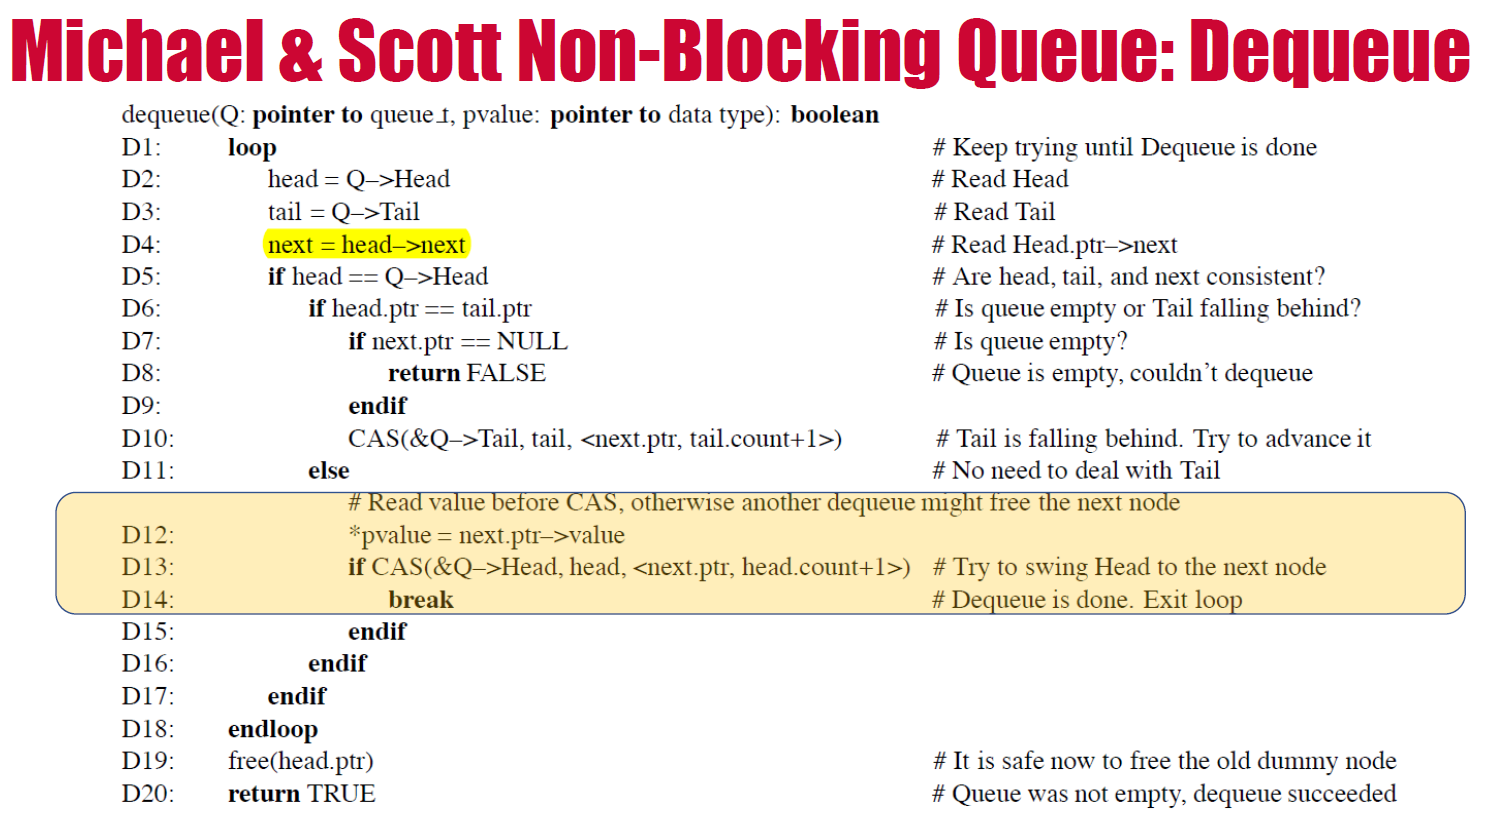 Michael & Scott Non-Blocking Queue: Dequeue
dequeue(Q: pointer to queue_t, pvalue: pointer to data type): boolean
D1: loop # Keep trying until Dequeue is done
D2: head = Q–>Head # Read Head
D3: tail = Q–>Tail # Read Tail
D4: next = head–>next # Read Head.ptr–>next
D5: if head == Q–>Head # Are head, tail, and next consistent?
D6: if head.ptr == tail.ptr # Is queue empty or Tail falling behind?
D7: if next.ptr == NULL # Is queue empty?
D8: return FALSE # Queue is empty, couldn't dequeue
D9: endif
D10: CAS(&Q–>Tail, tail, <next.ptr, tail.count+1>) # Tail is falling behind. Try to advance it
D11: else # No need to deal with Tail
# Read value before CAS, otherwise another dequeue might free the next node
D12: *pvalue = next.ptr–>value
D13: if CAS(&Q–>Head, head, <next.ptr, head.count+1>) # Try to swing Head to the next node
D14: break # Dequeue is done. Exit loop
D15: endif
D16: endif
D17: endif
D18: endloop
D19: free(head.ptr) # It is safe now to free the old dummy node
D20: return TRUE # Queue was not empty, dequeue succeeded